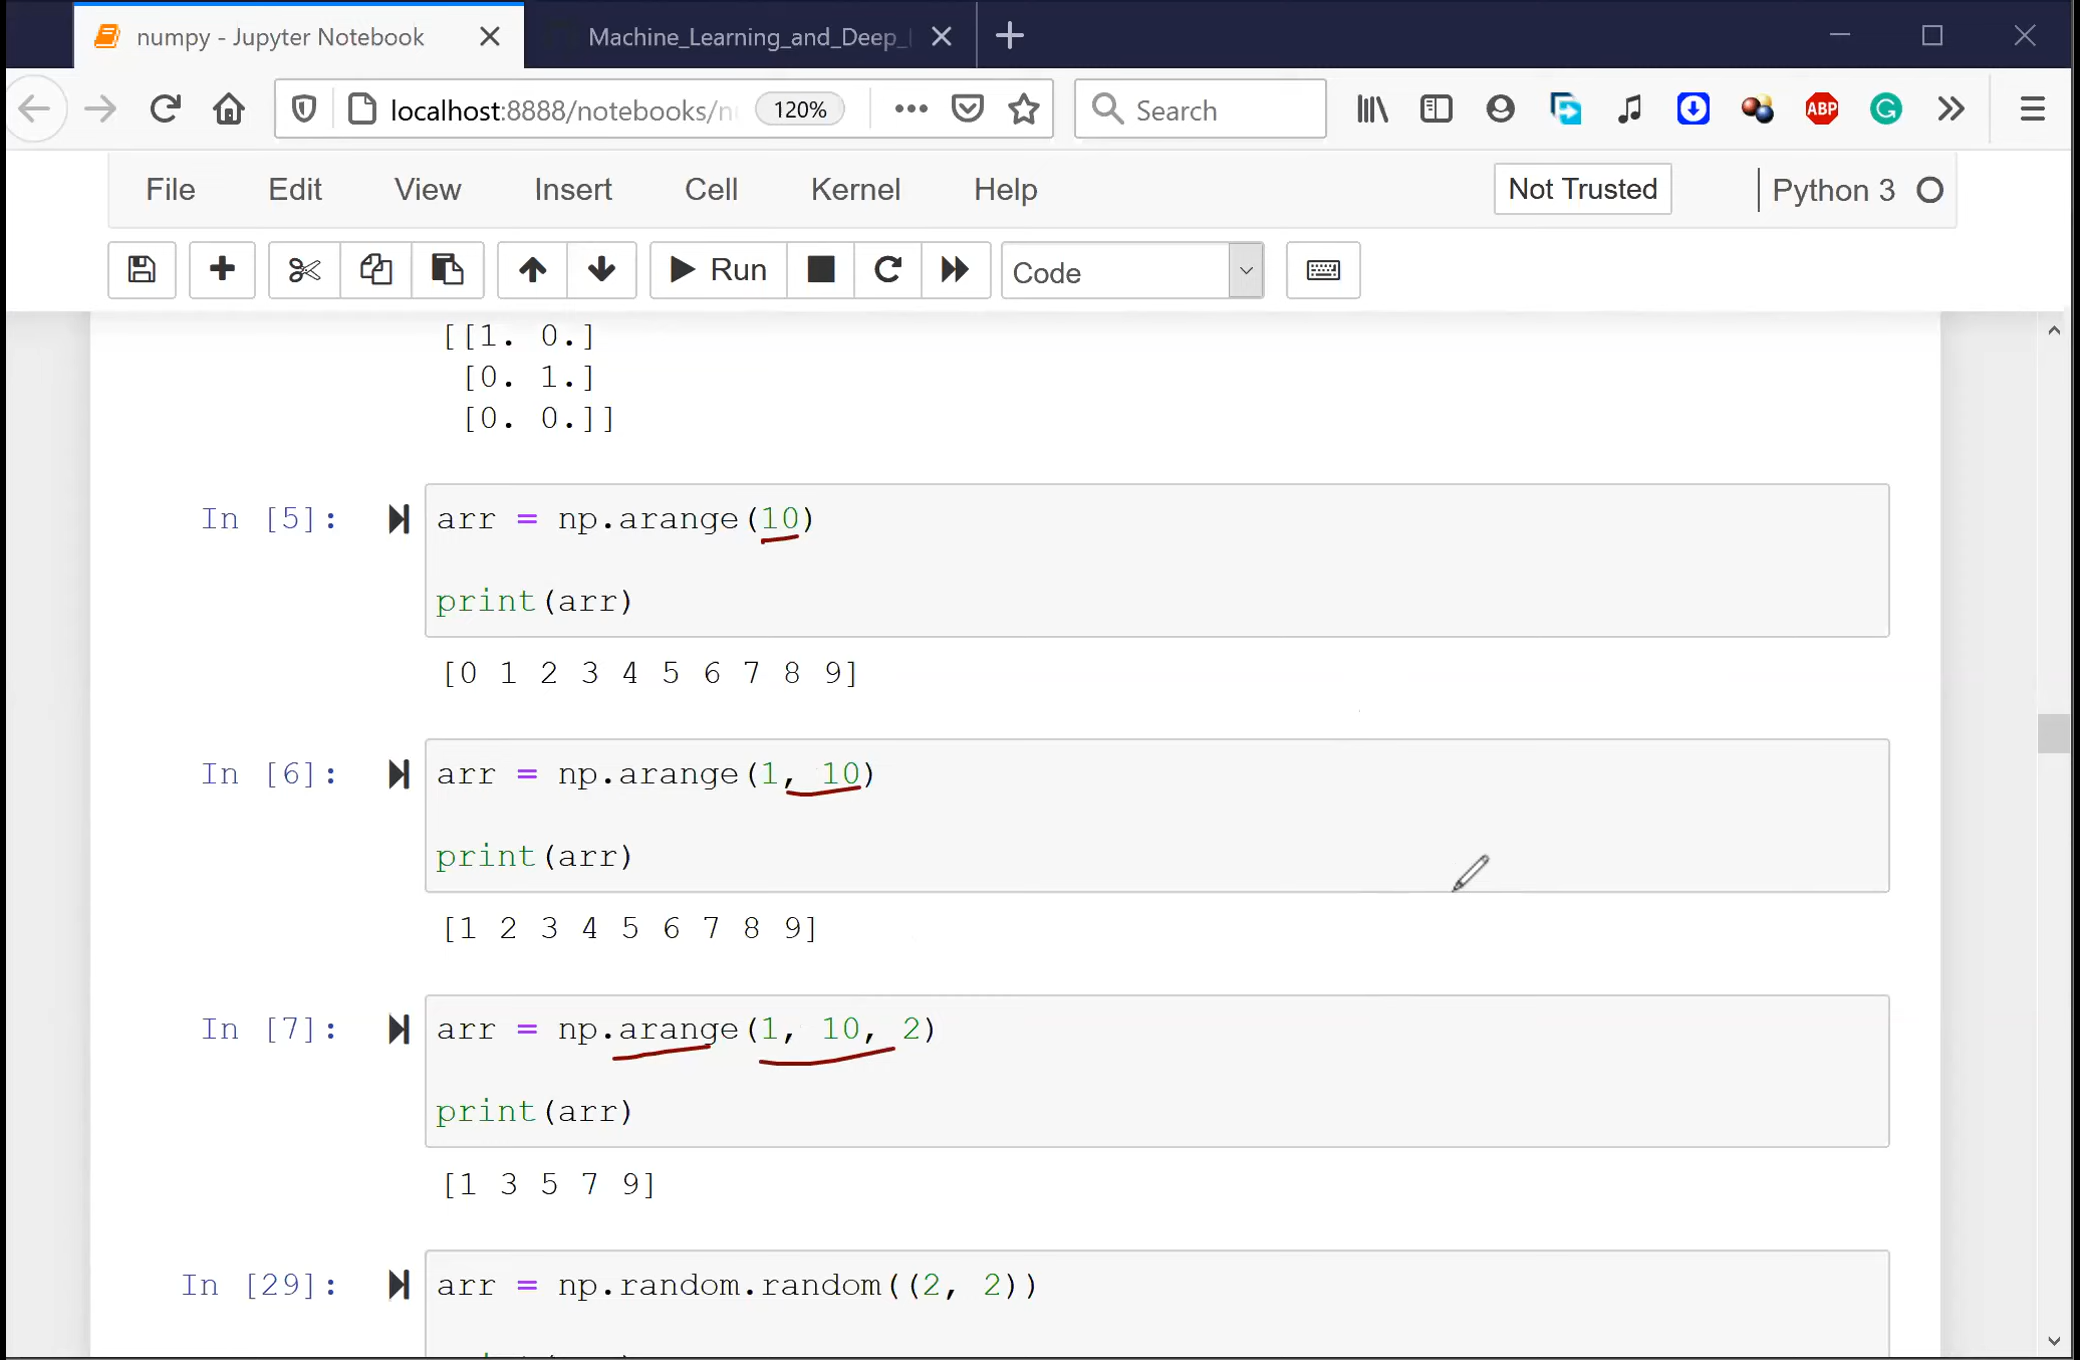 numpy - Jupyter Notebook
Machine_Learning_and_Deep_
localhost:8888/notebooks/n
120%
Search
ABP
File Edit View Insert Cell Kernel Help
Not Trusted
Python 3
Run
Code
[[1. 0.]
[0. 1.]
[0. 0.]]
In [5]:
arr = np.arange(10)
print(arr)
[0 1 2 3 4 5 6 7 8 9]
In [6]:
arr = np.arange(1, 10)
print(arr)
[1 2 3 4 5 6 7 8 9]
In [7]:
arr = np.arange(1, 10, 2)
print(arr)
[1 3 5 7 9]
In [29]:
arr = np.random.random((2, 2))